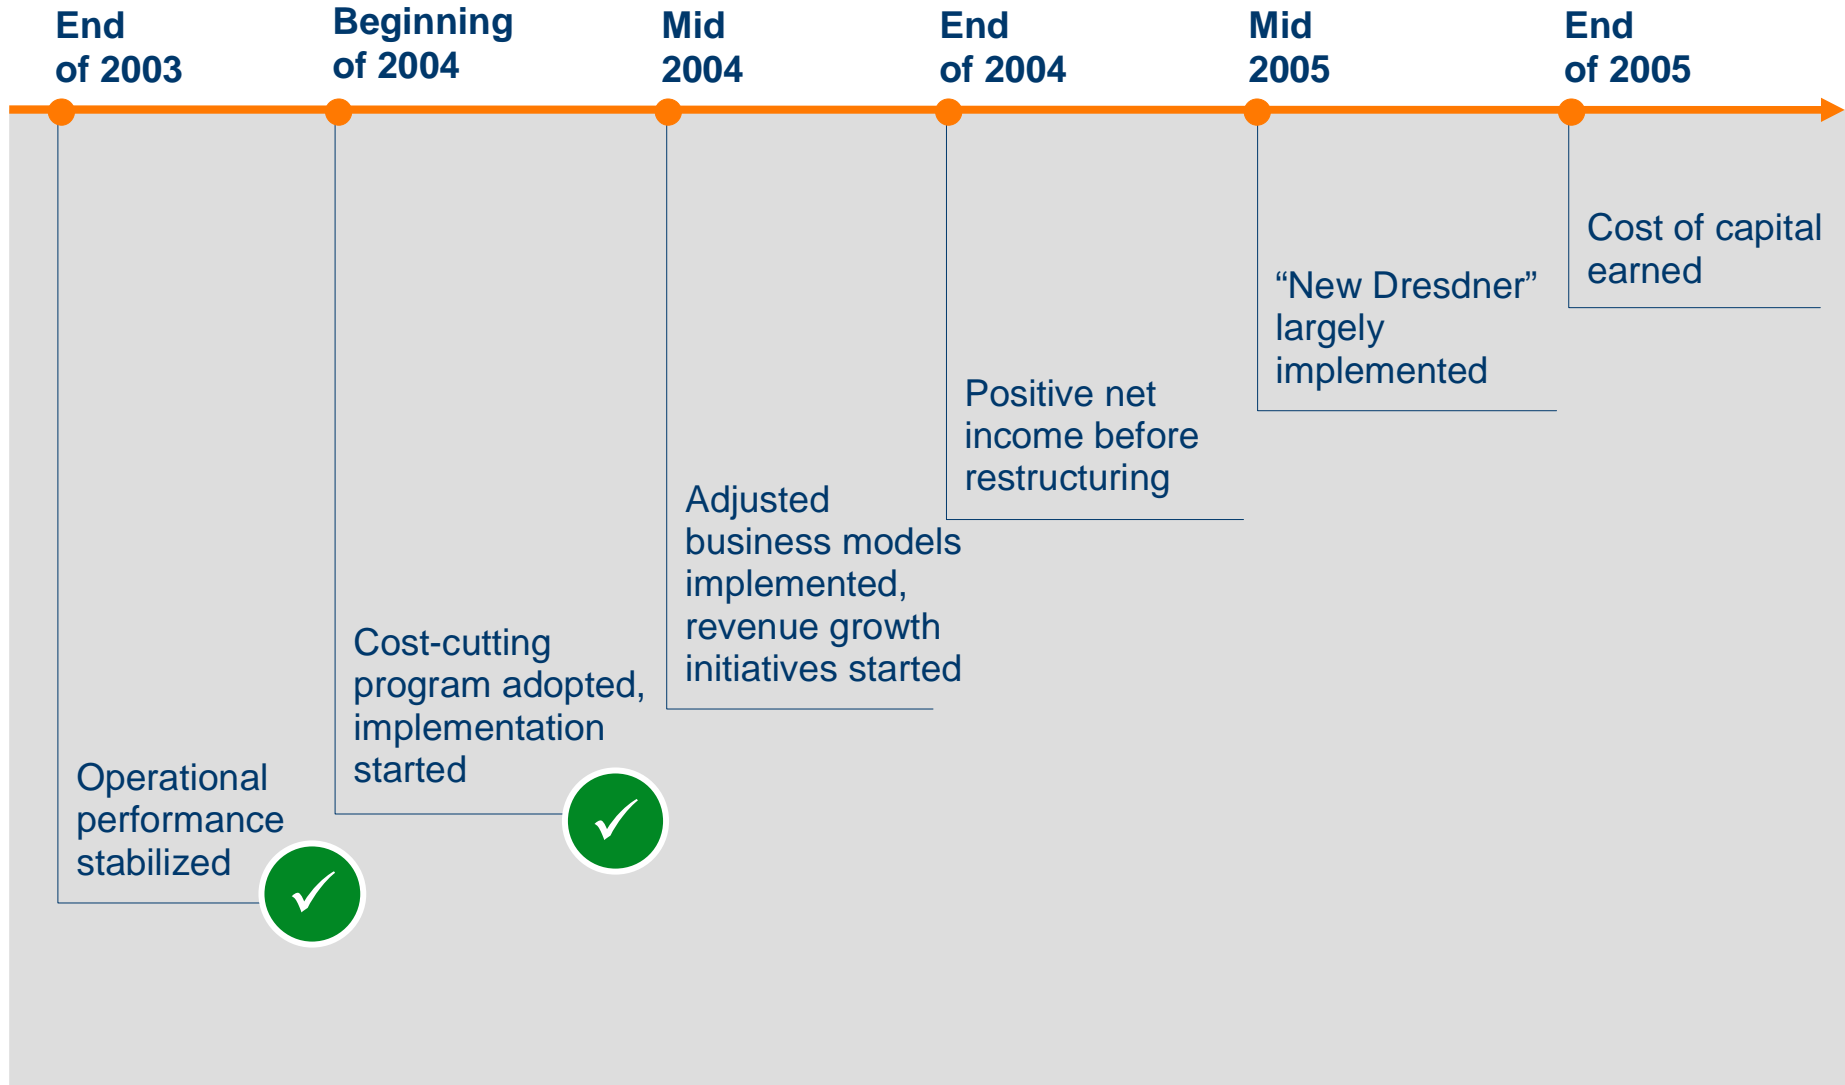 End
of 2003
Beginning
of 2004
Mid
2004
End
of 2004
Mid
2005
End
of 2005
Operational
performance
stabilized
Cost-cutting
program adopted,
implementation
started
Adjusted
business models
implemented,
revenue growth
initiatives started
Positive net
income before
restructuring
“New Dresdner”
largely
implemented
Cost of capital
earned